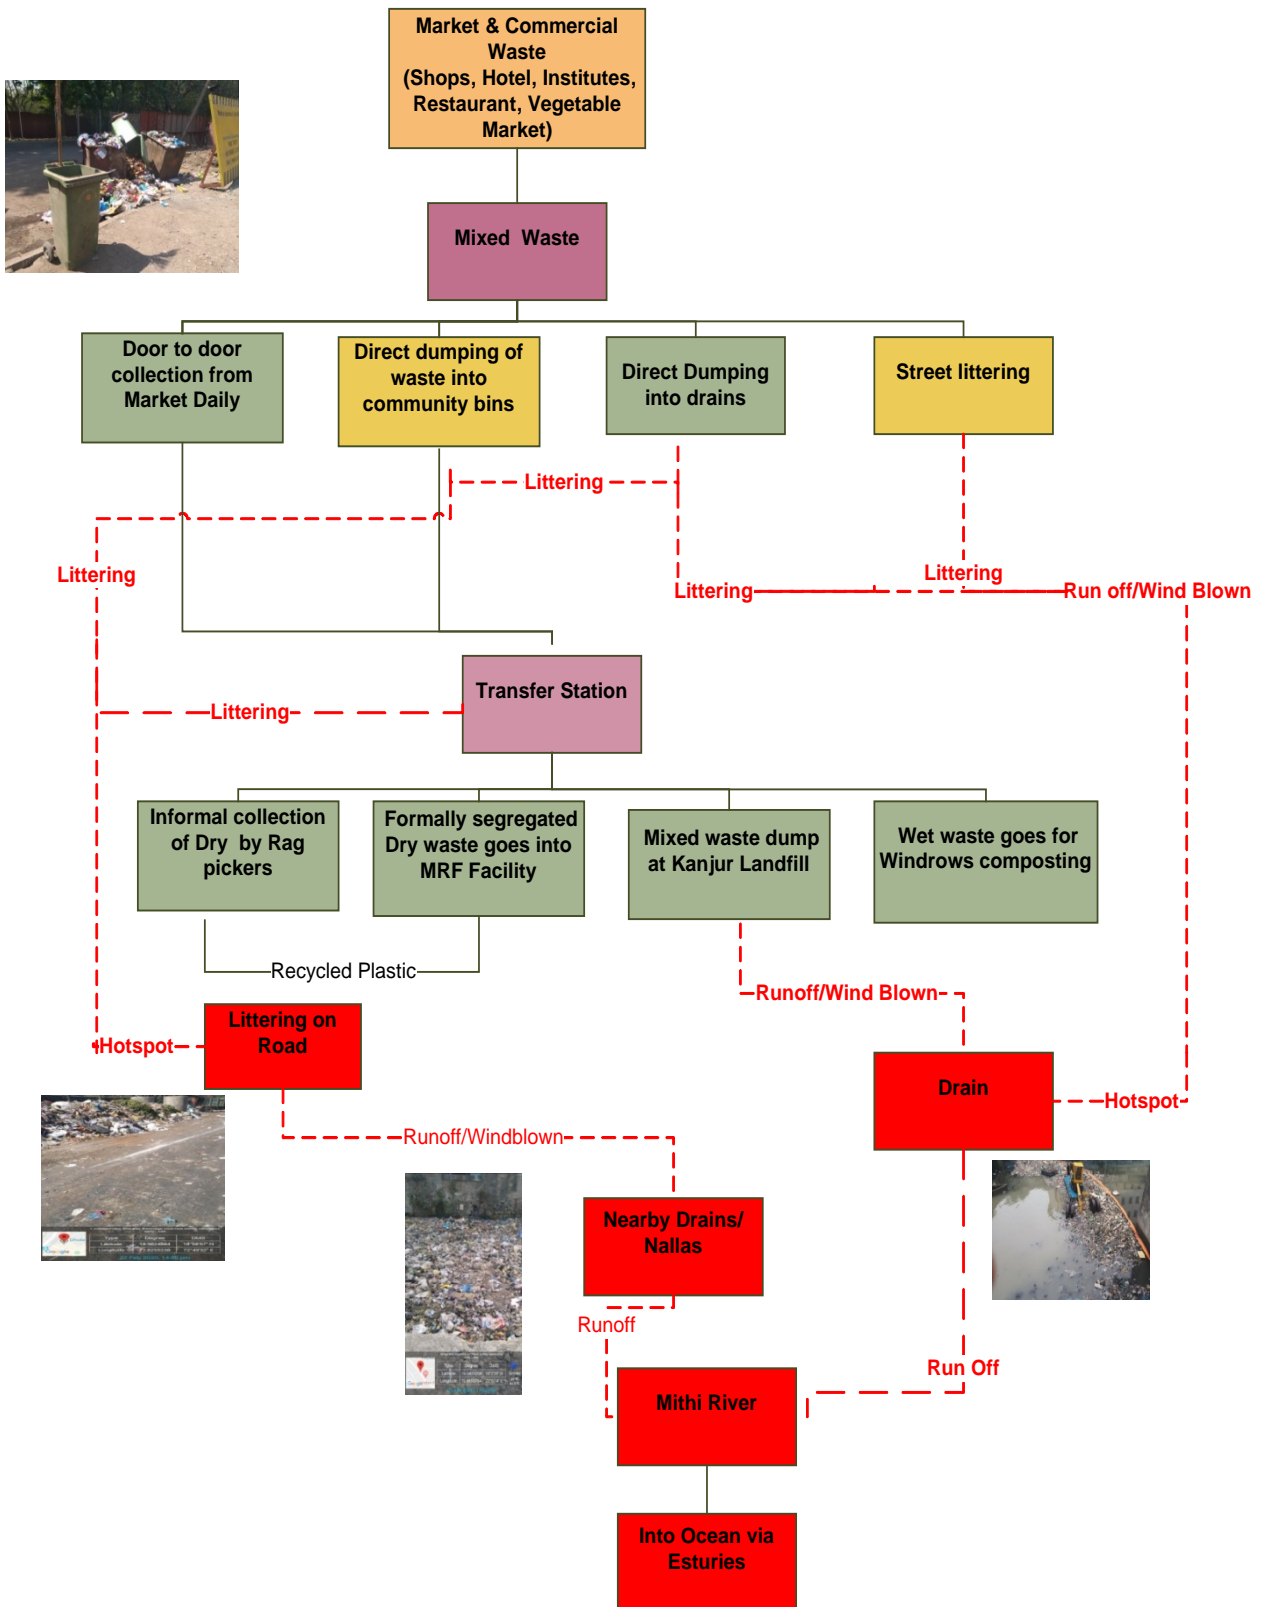 Market & Commercial
Waste
(Shops, Hotel, Institutes,
Restaurant, Vegetable
Market)
Mixed Waste
Door to door
collection from
Market Daily
Direct dumping of
waste into
community bins
Direct Dumping
into drains
Street littering
Littering
Littering
Littering
Littering
Run off/Wind Blown
Transfer Station
Littering
Informal collection
of Dry by Rag
pickers
Formally segregated
Dry waste goes into
MRF Facility
Mixed waste dump
at Kanjur Landfill
Wet waste goes for
Windrows composting
Recycled Plastic
Runoff/Wind Blown
Littering on
Road
Hotspot
Drain
Hotspot
Runoff/Windblown
Nearby Drains/
Nallas
Runoff
Run Off
Mithi River
Into Ocean via
Esturies